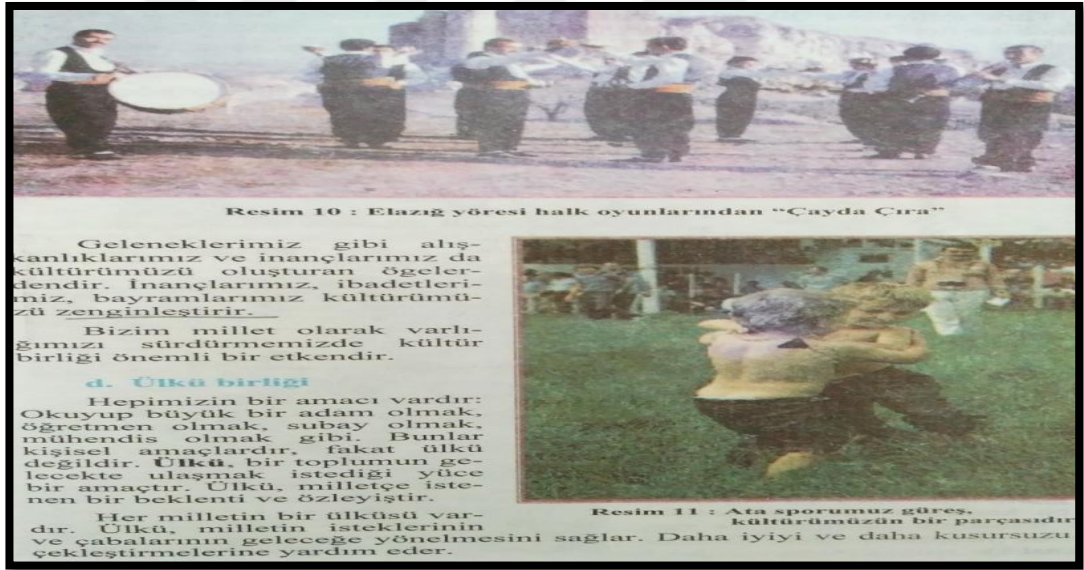 Resim 10 : Elazığ yöresi halk oyunlarından “Çayda Çıra”
Geleneklerimiz gibi alış-
kanlıklarımız ve inançlarımız da
kültürümüzü oluşturan ögeler-
dendir. İnançlarımız, ibadetleri-
miz, bayramlarımız kültürümü-
zü zenginleştirir.
Bizim millet olarak varlı-
ğımızı sürdürmemizde kültür
birliği önemli bir etkendir.
d. Ülkü birliği
Hepimizin bir amacı vardır:
Okuyup büyük bir adam olmak,
öğretmen olmak, subay olmak,
mühendis olmak gibi. Bunlar
kişisel amaçlardır, fakat ülkü
değildir. Ülkü, bir toplumun ge-
lecekte ulaşmak istediği yüce
bir amaçtır. Ülkü, milletçe iste-
nen bir beklenti ve özleyiştir.
Her milletin bir ülküsü var-
dır. Ülkü, milletin isteklerinin
ve çabalarının geleceğe yönelmesini sağlar. Daha iyiyi ve daha kusursuzu
çekleştirmelerine yardım eder.
Resim 11 : Ata sporumuz güreş,
kültürümüzün bir parçasıdır